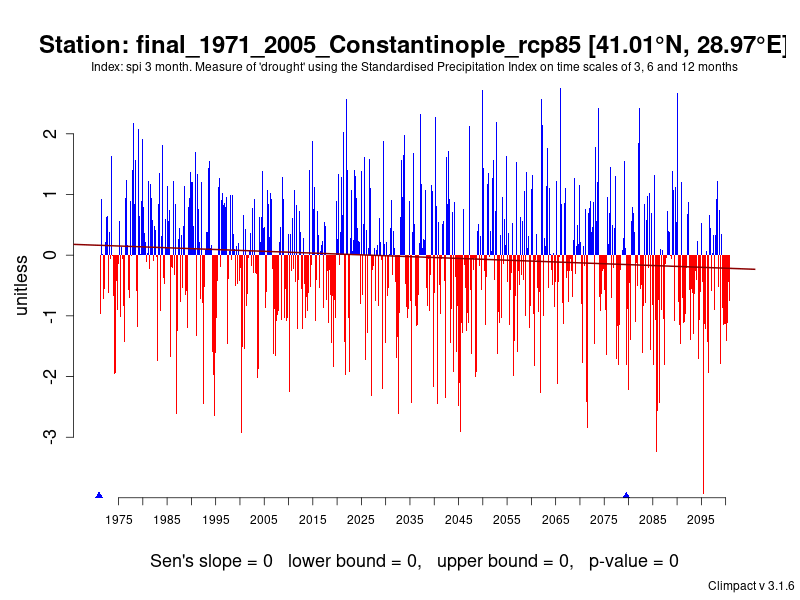 Station: final_1971_2005_Constantinople_rcp85 [41.01°N, 28.97°E]
Index: spi 3 month. Measure of 'drought' using the Standardised Precipitation Index on time scales of 3, 6 and 12 months
unitless
2
1
0
-1
-2
-3
1975 1985 1995 2005 2015 2025 2035 2045 2055 2065 2075 2085 2095
Sen's slope = 0 lower bound = 0, upper bound = 0, p-value = 0
Climpact v 3.1.6